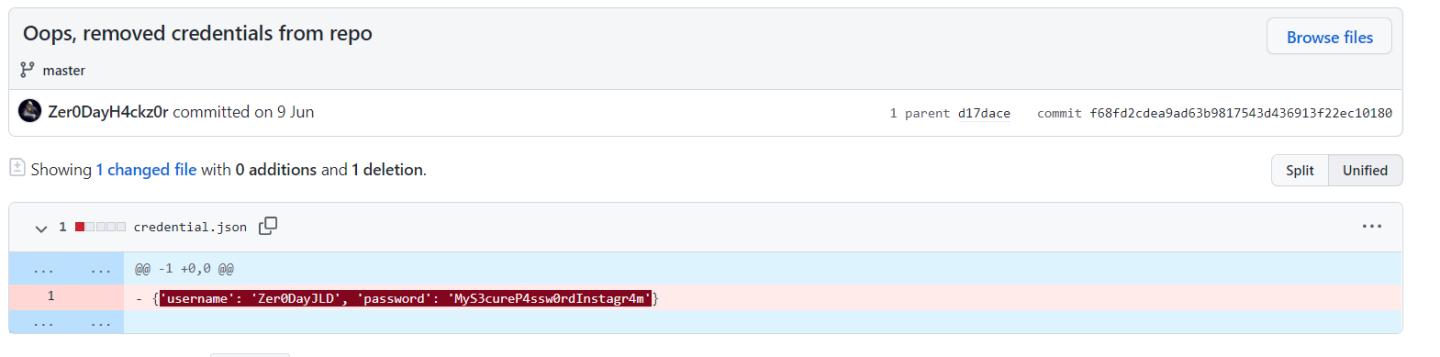 Oops, removed credentials from repo
Browse files
master
Zer0DayH4ckz0r committed on 9 Jun
1 parent d17dace commit f68fd2cdea9ad63b9817543d436913f22ec10180
Showing 1 changed file with 0 additions and 1 deletion.
Split Unified
1 credential.json ...
... ... @@ -1 +0,0 @@
1 - {'username': 'Zer0DayJLD', 'password': 'MyS3cureP4ssw0rdInstagr4m'}
... ...